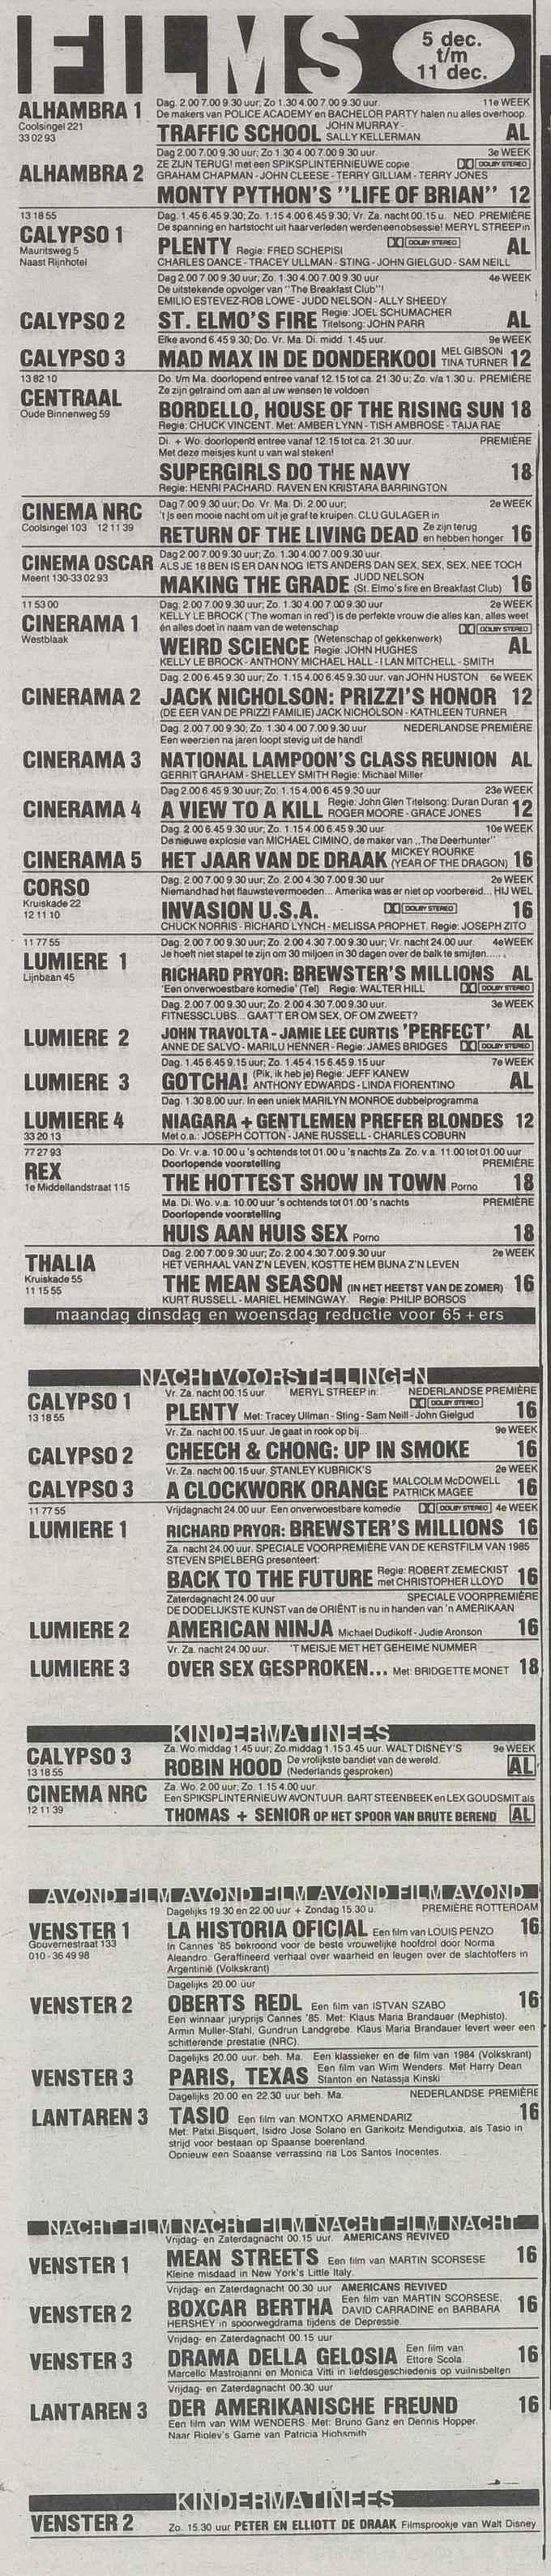 FILMS
5 dec.
t/m
11 dec.
ALHAMBRA 1
Coolsingel 221
33 02 93
Dag. 2.00 7.00 9.30 uur; Zo 1.30 4.00 7.00 9.30 uur. 11e WEEK
De makers van POLICE ACADEMY en BACHELOR PARTY halen nu alles overhoop.
TRAFFIC SCHOOL JOHN MURRAY - SALLY KELLERMAN AL
ALHAMBRA 2
Dag 2.00 7.00 9.30 uur; Zo 1.30 4.00 7.00 9.30 uur. 3e WEEK
ZE ZIJN TERUG! met een SPIKSPLINTERNIEUWE copie DOLBY STEREO
GRAHAM CHAPMAN - JOHN CLEESE - TERRY GILLIAM - TERRY JONES
MONTY PYTHON'S "LIFE OF BRIAN" 12
13 18 55
CALYPSO 1
Mauritsweg 5
Naast Rijnhotel
Dag. 1.45 6.45 9.30; Zo. 1.15 4.00 6.45 9.30; Vr. Za. nacht 00.15 u. NED. PREMIÈRE
De spanning en hartstocht uit haar verleden werden een obsessie! MERYL STREEP in
PLENTY Regie: FRED SCHEPISI DOLBY STEREO AL
CHARLES DANCE - TRACEY ULLMAN - STING - JOHN GIELGUD - SAM NEILL
CALYPSO 2
Dag 2.00 7.00 9.30 uur; Zo. 1.30 4.00 7.00 9.30 uur 4e WEEK
De uitstekende opvolger van "The Breakfast Club"!
EMILIO ESTEVEZ - ROB LOWE - JUDD NELSON - ALLY SHEEDY
ST. ELMO'S FIRE Regie: JOEL SCHUMACHER Titelsong: JOHN PARR AL
CALYPSO 3
Elke avond 6.45 9.30; Do. Vr. Ma. Di. midd. 1.45 uur. 9e WEEK
MAD MAX IN DE DONDERKOOI MEL GIBSON TINA TURNER 12
13 82 10
CENTRAAL
Oude Binnenweg 59
Do. t/m Ma. doorlopend entree vanaf 12.15 tot ca. 21.30 u; Zo. v/a 1.30 u. PREMIÈRE
Ze zijn getraind om aan al uw wensen te voldoen
BORDELLO, HOUSE OF THE RISING SUN 18
Regie: CHUCK VINCENT. Met: AMBER LYNN - TISH AMBROSE - TAIJA RAE
Di. + Wo. doorlopend entree vanaf 12.15 tot ca. 21.30 uur. PREMIÈRE
Met deze meisjes kunt u van wal steken!
SUPERGIRLS DO THE NAVY 18
Regie: HENRI PACHARD. RAVEN EN KRISTARA BARRINGTON
CINEMA NRC
Coolsingel 103 12 11 39
Dag 7.00 9.30 uur; Do. Vr. Ma. Di. 2.00 uur; 2e WEEK
't Is een mooie nacht om uit je graf te kruipen. CLU GULAGER in
RETURN OF THE LIVING DEAD Ze zijn terug en hebben honger 16
CINEMA OSCAR
Meent 130 - 33 02 93
Dag 2.00 7.00 9.30 uur; Zo. 1.30 4.00 7.00 9.30 uur.
ALS JE 18 BEN IS ER DAN NOG IETS ANDERS DAN SEX, SEX, SEX. NEE TOCH
MAKING THE GRADE JUDD NELSON (St. Elmo's fire en Breakfast Club) 16
11 53 00
CINERAMA 1
Westblaak
Dag. 2.00 7.00 9.30 uur; Zo. 1.30 4.00 7.00 9.30 uur 2e WEEK
KELLY LE BROCK ('The woman in red') is de perfekte vrouw die alles kan, alles weet
én alles doet in naam van de wetenschap DOLBY STEREO
WEIRD SCIENCE (Wetenschap of gekkenwerk) Regie: JOHN HUGHES AL
KELLY LE BROCK - ANTHONY MICHAEL HALL - ILAN MITCHELL - SMITH
CINERAMA 2
Dag. 2.00 6.45 9.30 uur; Zo. 1.15 4.00 6.45 9.30 uur. van JOHN HUSTON 6e WEEK
JACK NICHOLSON: PRIZZI'S HONOR 12
(DE EER VAN DE PRIZZI FAMILIE) JACK NICHOLSON - KATHLEEN TURNER
CINERAMA 3
Dag. 2.00 7.00 9.30; Zo. 1.30 4.00 7.00 9.30 uur NEDERLANDSE PREMIÈRE
Een weerzien na jaren loopt stevig uit de hand!
NATIONAL LAMPOON'S CLASS REUNION AL
GERRIT GRAHAM - SHELLEY SMITH Regie: Michael Miller
CINERAMA 4
Dag 2.00 6.45 9.30 uur; Zo. 1.15 4.00 6.45 9.30 uur 23e WEEK
A VIEW TO A KILL Regie: John Glen Titelsong: Duran Duran ROGER MOORE - GRACE JONES 12
CINERAMA 5
Dag. 2.00 6.45 9.30 uur; Zo. 1.15 4.00 6.45 9.30 uur 10e WEEK
De nieuwe explosie van MICHAEL CIMINO, de maker van „The Deerhunter"
HET JAAR VAN DE DRAAK MICKEY ROURKE (YEAR OF THE DRAGON) 16
CORSO
Kruiskade 22
12 11 10
Dag. 2.00 7.00 9.30 uur; Zo. 2.00 4.30 7.00 9.30 uur 2e WEEK
Niemand had het flauwste vermoeden... Amerika was er niet op voorbereid... HIJ WEL
INVASION U.S.A. DOLBY STEREO 16
CHUCK NORRIS - RICHARD LYNCH - MELISSA PROPHET. Regie: JOSEPH ZITO
11 77 55
LUMIERE 1
Lijnbaan 45
Dag. 2.00 7.00 9.30 uur; Zo. 2.00 4.30 7.00 9.30 uur; Vr. nacht 24.00 uur. 4e WEEK
Je hoeft niet stapel te zijn om 30 miljoen in 30 dagen over de balk te smijten.....
RICHARD PRYOR: BREWSTER'S MILLIONS AL
'Een onverwoestbare komedie' (Tel) Regie: WALTER HILL DOLBY STEREO
LUMIERE 2
Dag. 2.00 7.00 9.30 uur; Zo. 2.00 4.30 7.00 9.30 uur. 3e WEEK
FITNESSCLUBS... GAAT'T ER OM SEX, OF OM ZWEET?
JOHN TRAVOLTA - JAMIE LEE CURTIS 'PERFECT' AL
ANNE DE SALVO - MARILU HENNER - Regie: JAMES BRIDGES DOLBY STEREO
LUMIERE 3
Dag. 1.45 6.45 9.15 uur; Zo. 1.45 4.15 6.45 9.15 uur 7e WEEK
GOTCHA! (Pik, ik heb je) Regie: JEFF KANEW ANTHONY EDWARDS - LINDA FIORENTINO AL
LUMIERE 4
33 20 13
Dag. 1.30 8.00 uur. In een uniek MARILYN MONROE dubbelprogramma
NIAGARA + GENTLEMEN PREFER BLONDES 12
Met o.a.: JOSEPH COTTON - JANE RUSSELL - CHARLES COBURN
77 27 93
REX
1e Middellandstraat 115
Do. Vr. v.a. 10.00 u 's ochtends tot 01.00 u 's nachts Za. Zo. v.a. 11.00 tot 01.00 uur
Doorlopende voorstelling PREMIÈRE
THE HOTTEST SHOW IN TOWN Porno 18
Ma. Di. Wo. v.a. 10.00 uur 's ochtends tot 01.00 's nachts PREMIÈRE
Doorlopende voorstelling
HUIS AAN HUIS SEX Porno 18
THALIA
Kruiskade 55
11 15 55
Dag. 2.00 7.00 9.30 uur; Zo. 2.00 4.30 7.00 9.30 uur 2e WEEK
HET VERHAAL VAN Z'N LEVEN, KOSTTE HEM BIJNA Z'N LEVEN
THE MEAN SEASON (IN HET HEETST VAN DE ZOMER) 16
KURT RUSSELL - MARIEL HEMINGWAY. Regie: PHILIP BORSOS
maandag dinsdag en woensdag reductie voor 65 + ers
NACHTVOORSTELLINGEN
CALYPSO 1
13 18 55
Vr. Za. nacht 00.15 uur. MERYL STREEP in: NEDERLANDSE PREMIÈRE
DOLBY STEREO
PLENTY Met: Tracey Ullman - Sting - Sam Neill - John Gielgud 16
CALYPSO 2
Vr. Za. nacht 00.15 uur. Je gaat in rook op bij... 9e WEEK
CHEECH & CHONG: UP IN SMOKE 16
CALYPSO 3
Vr. Za. nacht 00.15 uur. STANLEY KUBRICK'S 2e WEEK
A CLOCKWORK ORANGE MALCOLM McDOWELL PATRICK MAGEE 16
11 77 55
LUMIERE 1
Vrijdagnacht 24.00 uur. Een onverwoestbare komedie DOLBY STEREO 4e WEEK
RICHARD PRYOR: BREWSTER'S MILLIONS 16
Za. nacht 24.00 uur. SPECIALE VOORPREMIÈRE VAN DE KERSTFILM VAN 1985
STEVEN SPIELBERG presenteert:
BACK TO THE FUTURE Regie: ROBERT ZEMECKIST met CHRISTOPHER LLOYD 16
LUMIERE 2
Zaterdagnacht 24.00 uur SPECIALE VOORPREMIÈRE
DE DODELIJKSTE KUNST van de ORIËNT is nu in handen van 'n AMERIKAAN
AMERICAN NINJA Michael Dudikoff - Judie Aronson 16
LUMIERE 3
Vr. Za. nacht 24.00 uur. 'T MEISJE MET HET GEHEIME NUMMER
OVER SEX GESPROKEN... Met: BRIDGETTE MONET 18
KINDERMATINEES
CALYPSO 3
13 18 55
Za. Wo. middag 1.45 uur; Zo. middag 1.15 3.45 uur. WALT DISNEY'S 9e WEEK
ROBIN HOOD De vrolijkste bandiet van de wereld. (Nederlands gesproken) AL
CINEMA NRC
12 11 39
Za. Wo. 2.00 uur; Zo. 1.15 4.00 uur.
Een SPIKSPLINTERNIEUW AVONTUUR. BART STEENBEEK en LEX GOUDSMIT als
THOMAS + SENIOR OP HET SPOOR VAN BRUTE BEREND AL
AVOND FILM AVOND FILM AVOND FILM AVOND
VENSTER 1
Gouvernestraat 133
010 - 36 49 98
Dagelijks 19.30 en 22.00 uur + Zondag 15.30 u. PREMIÈRE ROTTERDAM
LA HISTORIA OFICIAL Een film van LOUIS PENZO 16
In Cannes '85 bekroond voor de beste vrouwelijke hoofdrol door Norma
Aleandro. Geraffineerd verhaal over waarheid en leugen over de slachtoffers in
Argentinië (Volkskrant)
VENSTER 2
Dagelijks 20.00 uur
OBERTS REDL Een film van ISTVAN SZABO 16
Een winnaar juryprijs Cannes '85. Met: Klaus Maria Brandauer (Mephisto),
Armin Muller-Stahl, Gundrun Landgrebe. Klaus Maria Brandauer levert weer een
schitterende prestatie (NRC).
VENSTER 3
Dagelijks 20.00 uur. beh. Ma. Een klassieker en de film van 1984 (Volkskrant)
PARIS, TEXAS Een film van Wim Wenders. Met Harry Dean Stanton en Natassja Kinski
LANTAREN 3
Dagelijks 20.00 en 22.30 uur beh. Ma. NEDERLANDSE PREMIÈRE
TASIO Een film van MONTXO ARMENDARIZ 16
Met: Patxi Bisquert, Isidro Jose Solano en Garikoitz Mendigutxia, als Tasio in
strijd voor bestaan op Spaanse boerenland.
Opnieuw een Spaanse verrassing na Los Santos Inocentes.
NACHT FILM NACHT FILM NACHT FILM NACHT
VENSTER 1
Vrijdag- en Zaterdagnacht 00.15 uur. AMERICANS REVIVED
MEAN STREETS Een film van MARTIN SCORSESE 16
Kleine misdaad in New York's Little Italy.
VENSTER 2
Vrijdag- en Zaterdagnacht 00.30 uur AMERICANS REVIVED
BOXCAR BERTHA Een film van MARTIN SCORSESE, DAVID CARRADINE en BARBARA 16
HERSHEY in spoorwegdrama tijdens de Depressie.
VENSTER 3
Vrijdag- en Zaterdagnacht 00.15 uur
DRAMA DELLA GELOSIA Een film van Ettore Scola. 16
Marcello Mastroianni en Monica Vitti in liefdesgeschiedenis op vuilnisbelten
LANTAREN 3
Vrijdag- en Zaterdagnacht 00.30 uur
DER AMERIKANISCHE FREUND 16
Een film van WIM WENDERS. Met: Bruno Ganz en Dennis Hopper.
Naar Ripley's Game van Patricia Highsmith
KINDERMATINEES
VENSTER 2
Zo. 15.30 uur PETER EN ELLIOTT DE DRAAK Filmsprookje van Walt Disney